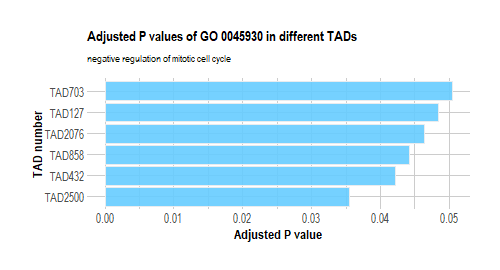 Adjusted P values of GO 0045930 in different TADs
negative regulation of mitotic cell cycle
TAD number
TAD703
TAD127
TAD2076
TAD858
TAD432
TAD2500
0.00 0.01 0.02 0.03 0.04 0.05
Adjusted P value